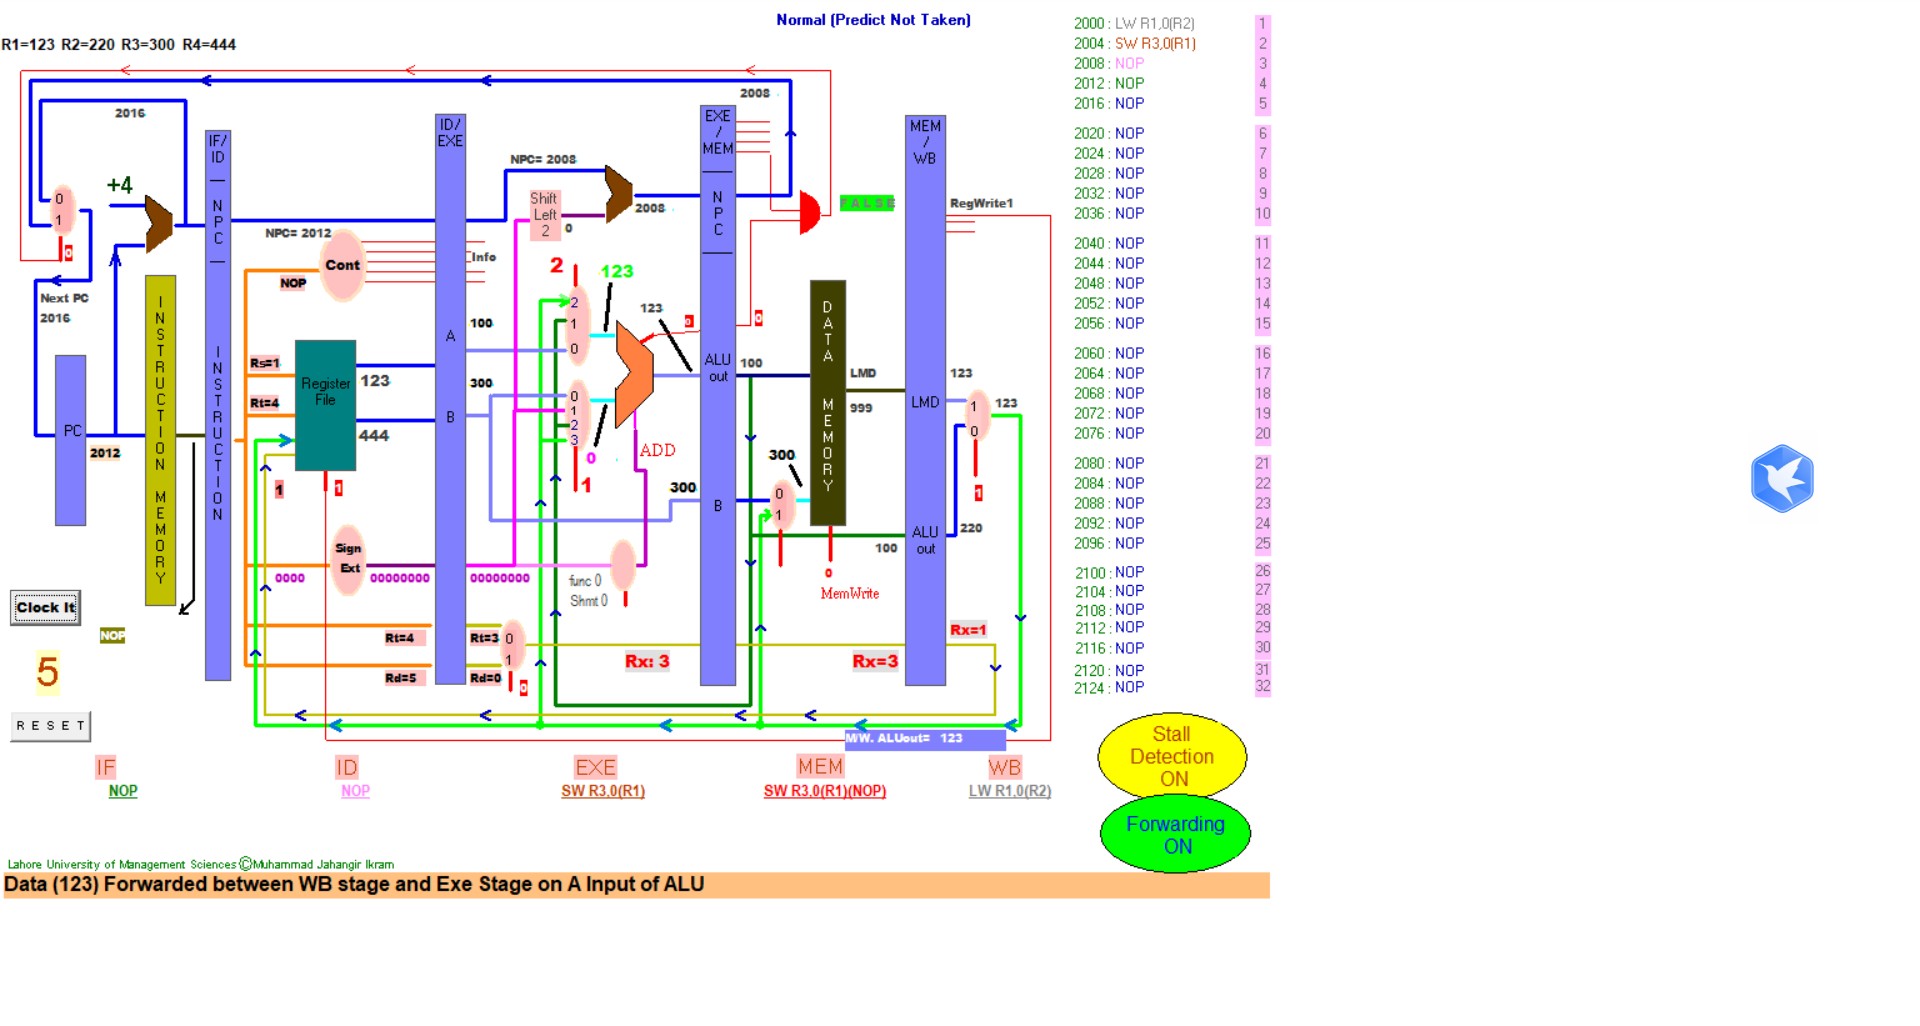 Normal (Predict Not Taken)
R1=123 R2=220 R3=300 R4=444
2016
+4
0
1
0
Next PC
2016
PC
2012
INSTRUCTION MEMORY
NOP
Clock It
5
RESET
IF/
ID
NPC
INSTRUCTION
NPC= 2012
Cont
NOP
Info
Rs=1
Rt=4
Register
File
123
444
1
1
Sign
Ext
0000
00000000
Rt=4
Rd=5
ID/
EXE
A
B
100
300
00000000
Rt=3
Rd=0
0
1
0
NPC= 2008
Shift
Left
2
0
2008
2
123
2
1
0
0
1
2
3
0
1
ADD
func 0
Shmt 0
123
0
0
300
Rx: 3
EXE
/
MEM
NPC
ALU
out
B
2008
FALSE
100
300
0
1
DATA MEMORY
0
MemWrite
LMD
999
100
Rx=3
MEM
/
WB
LMD
ALU
out
RegWrite1
123
1
0
123
1
220
Rx=1
M/W. ALUout= 123
IF
ID
EXE
MEM
WB
NOP
NOP
SW R3,0(R1)
SW R3,0(R1)(NOP)
LW R1,0(R2)
2000 : LW R1,0(R2) 1
2004 : SW R3,0(R1) 2
2008 : NOP 3
2012 : NOP 4
2016 : NOP 5
2020 : NOP 6
2024 : NOP 7
2028 : NOP 8
2032 : NOP 9
2036 : NOP 10
2040 : NOP 11
2044 : NOP 12
2048 : NOP 13
2052 : NOP 14
2056 : NOP 15
2060 : NOP 16
2064 : NOP 17
2068 : NOP 18
2072 : NOP 19
2076 : NOP 20
2080 : NOP 21
2084 : NOP 22
2088 : NOP 23
2092 : NOP 24
2096 : NOP 25
2100 : NOP 26
2104 : NOP 27
2108 : NOP 28
2112 : NOP 29
2116 : NOP 30
2120 : NOP 31
2124 : NOP 32
Stall
Detection
ON
Forwarding
ON
Lahore University of Management Sciences ©Muhammad Jahangir Ikram
Data (123) Forwarded between WB stage and Exe Stage on A Input of ALU